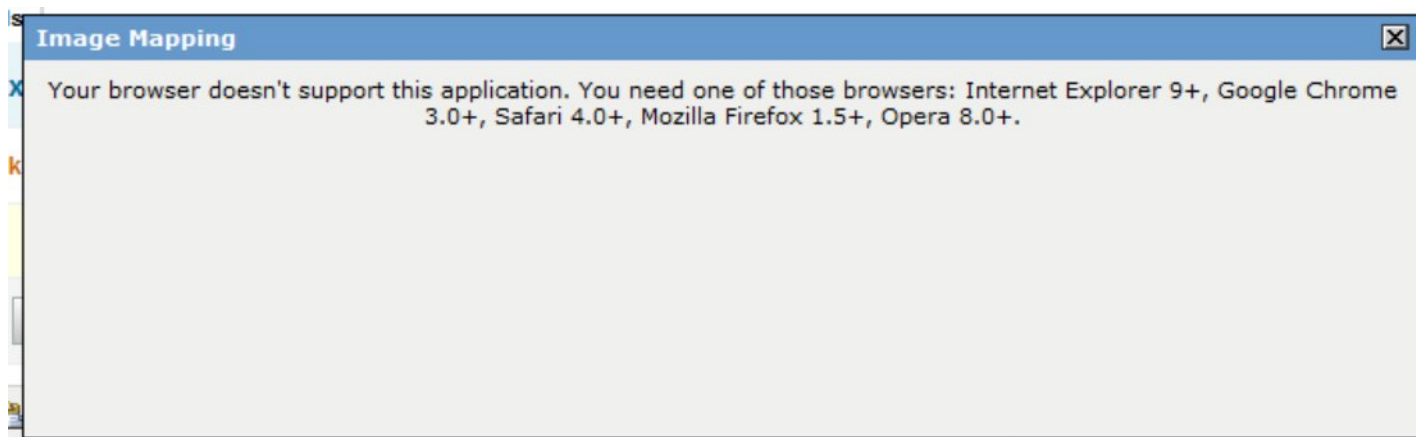 Image Mapping
Your browser doesn't support this application. You need one of those browsers: Internet Explorer 9+, Google Chrome
3.0+, Safari 4.0+, Mozilla Firefox 1.5+, Opera 8.0+.